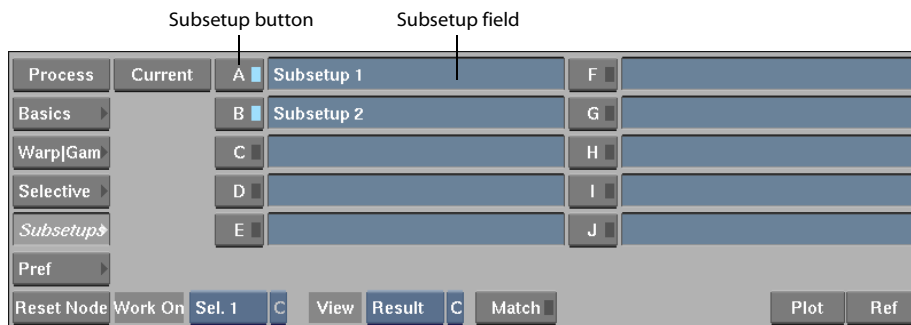 Subsetup button Subsetup field
Process Current A Subsetup 1 F
Basics B Subsetup 2 G
Warp|Gam C H
Selective D I
Subsetups E J
Pref
Reset Node Work On Sel. 1 C View Result C Match Plot Ref